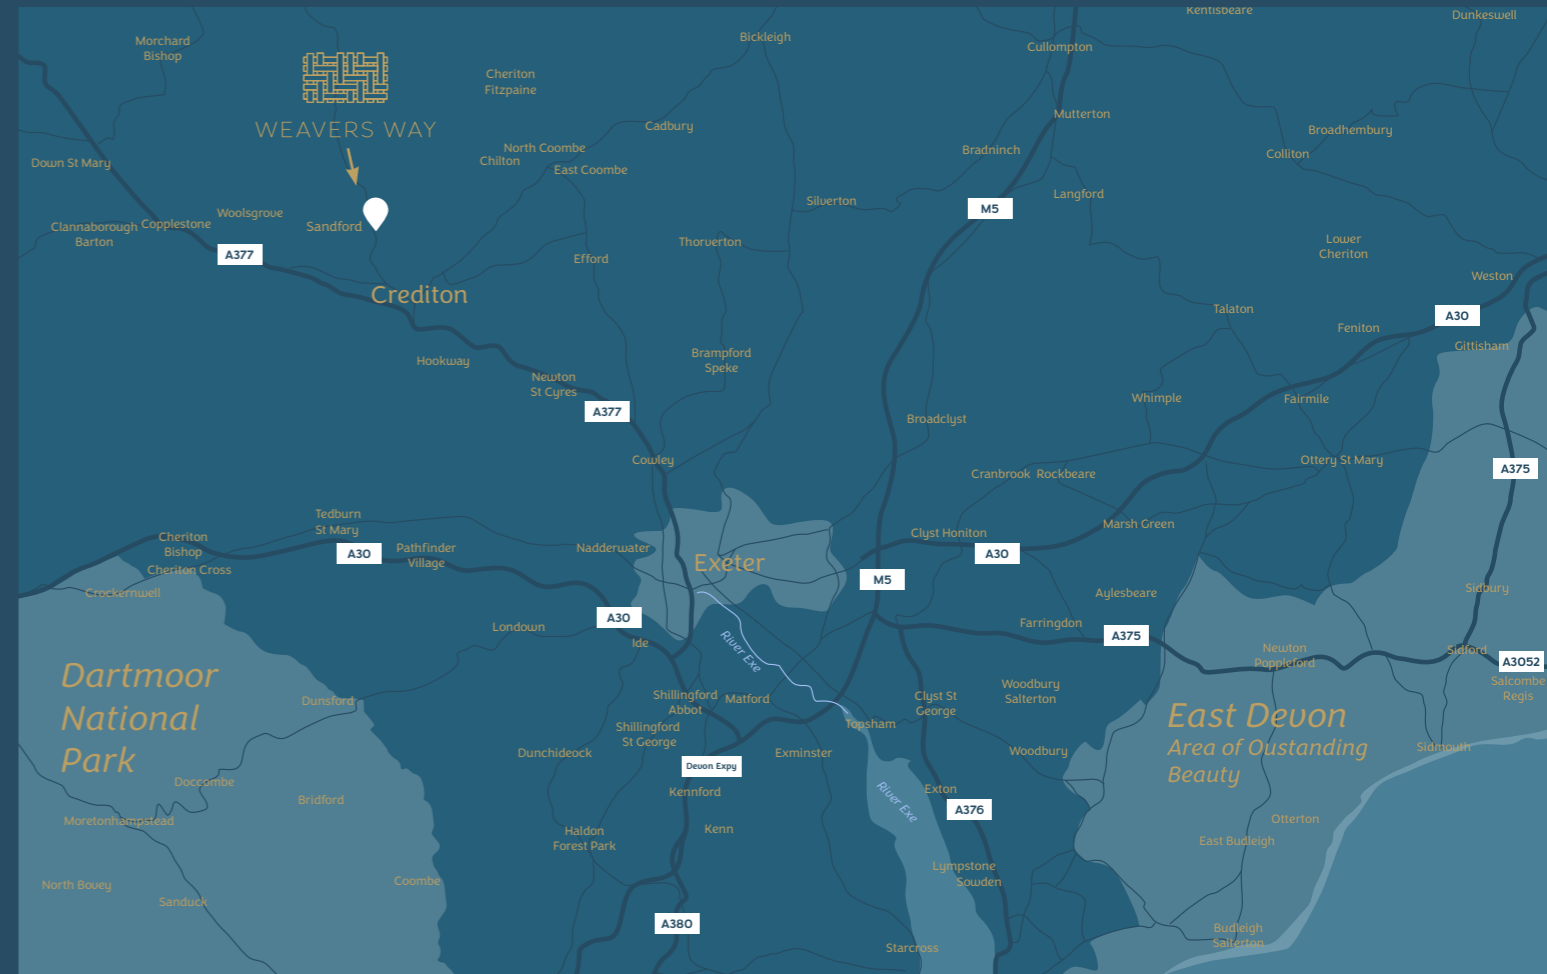 Kentisbeare
Dunkeswell
Morchard
Bishop
Bickleigh
Cullompton
Cheriton
Fitzpaine
WEAVERS WAY
Cadbury
Mutterton
Broadhembury
North Coombe
Chilton
East Coombe
Bradninch
Colliton
Down St Mary
Silverton
Langford
M5
Woolsgrove
Clannaborough
Barton
Copplestone
Sandford
A377
Thorverton
Efford
Lower
Cheriton
Weston
Crediton
Talaton
A30
Feniton
Gittisham
Hookway
Brampford
Speke
Newton
St Cyres
A377
Whimple
Fairmile
Broadclyst
Cowley
Cranbrook
Rockbeare
Ottery St Mary
A375
Tedburn
St Mary
Marsh Green
Cheriton
Bishop
Cheriton Cross
A30
Pathfinder
Village
Nadderwater
Exeter
Clyst Honiton
A30
M5
Crockernwell
Aylesbeare
Sidbury
Londown
A30
Ide
River Exe
Farringdon
A375
Newton
Poppleford
Sidford
A3052
Salcombe
Regis
Dartmoor
National
Park
Dunsford
Shillingford
Abbot
Matford
Clyst St
George
Woodbury
Salterton
Shillingford
St George
Topsham
East Devon
Area of Oustanding
Beauty
Sidmouth
Dunchideock
Devon Expy
Exminster
Woodbury
Doccombe
Bridford
Kennford
River Exe
Exton
A376
Moretonhampstead
Haldon
Forest Park
Kenn
Otterton
East Budleigh
North Bovey
Coombe
Lympstone
Sowden
Sanduck
A380
Starcross
Budleigh
Salterton